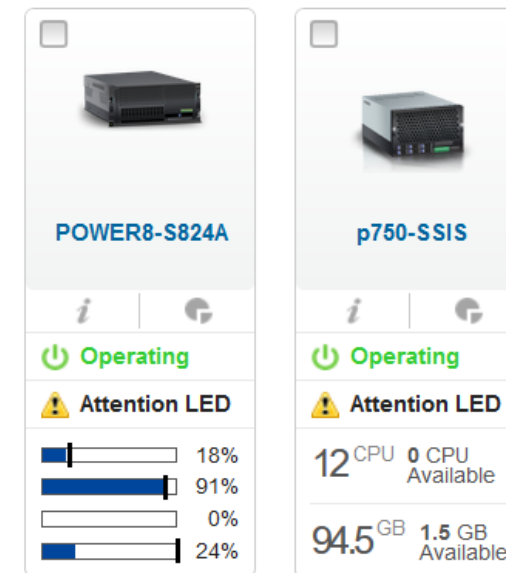 POWER8-S824A
i
Operating
Attention LED
18%
91%
0%
24%
p750-SSIS
i
Operating
Attention LED
12 CPU 0 CPU
Available
94.5 GB 1.5 GB
Available